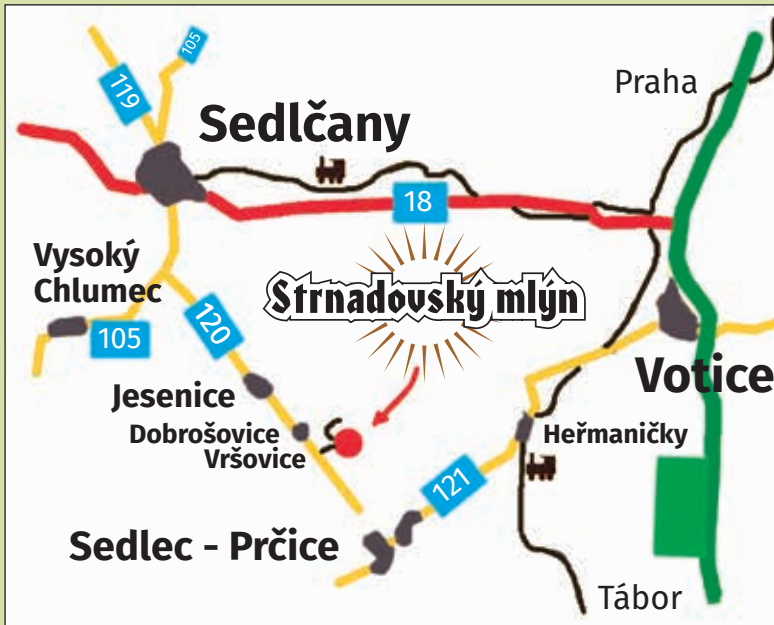 105
119
Praha
Sedlčany
18
Vysoký
Chlumec
Strnadovský mlýn
120
105
Votice
Jesenice
Dobrošovice
Heřmaničky
Vršovice
121
Sedlec - Prčice
Tábor